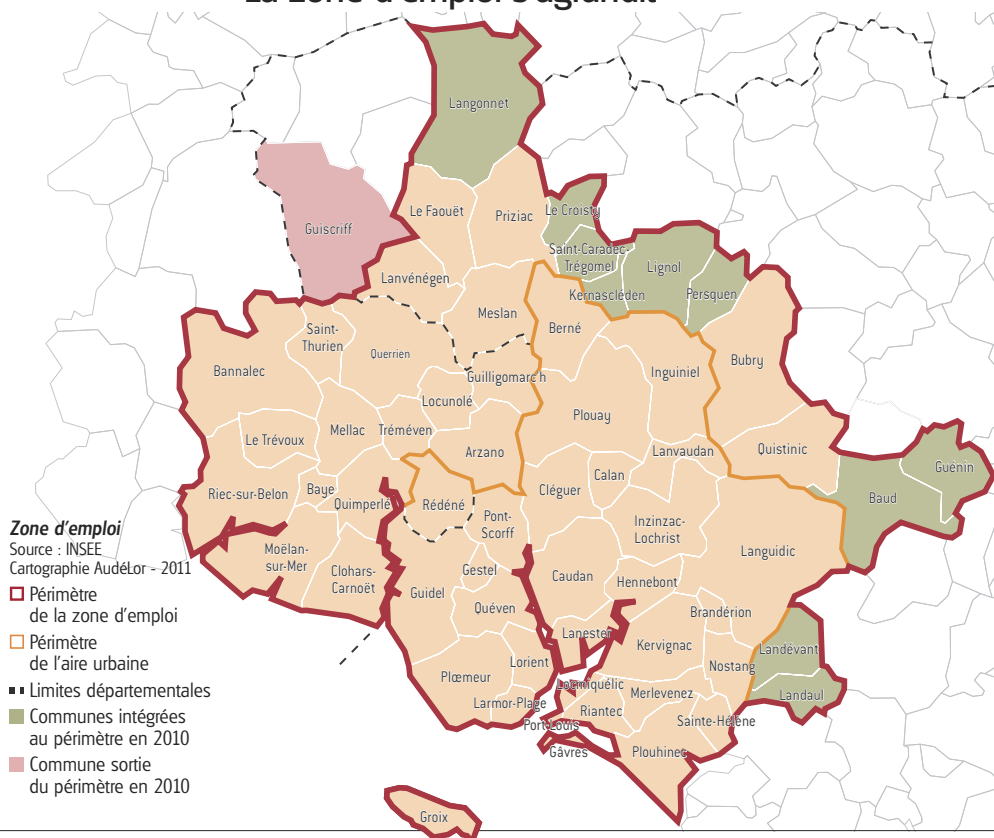 La zone d'emploi s'agrandit
Langonnet
Guiscriff
Le Faouët
Priziac
Le Croisty
Saint-Caradec-
Trégomel
Lignol
Lanvénégen
Kernascléden
Persquen
Meslan
Berné
Saint-
Thurien
Querrien
Bannalec
Guilligomarc'h
Inguiniel
Bubry
Locunolé
Plouay
Le Trévoux
Mellac
Tréméven
Arzano
Lanvaudan
Quistinic
Guénin
Riec-sur-Belon
Baye
Quimperlé
Rédéné
Cléguer
Calan
Baud
Pont-
Scorff
Inzinzac-
Lochrist
Languidic
Moëlan-
sur-Mer
Clohars-
Carnoët
Guidel
Gestel
Caudan
Hennebont
Quéven
Brandérion
Lanester
Kervignac
Landévant
Lorient
Nostang
Plœmeur
Locmiquélic
Merlevenez
Landaul
Larmor-Plage
Riantec
Sainte-Hélène
Port-Louis
Gâvres
Plouhinec
Groix
Zone d'emploi
Source : INSEE
Cartographie AudéLor - 2011
Périmètre
de la zone d'emploi
Périmètre
de l'aire urbaine
Limites départementales
Communes intégrées
au périmètre en 2010
Commune sortie
du périmètre en 2010